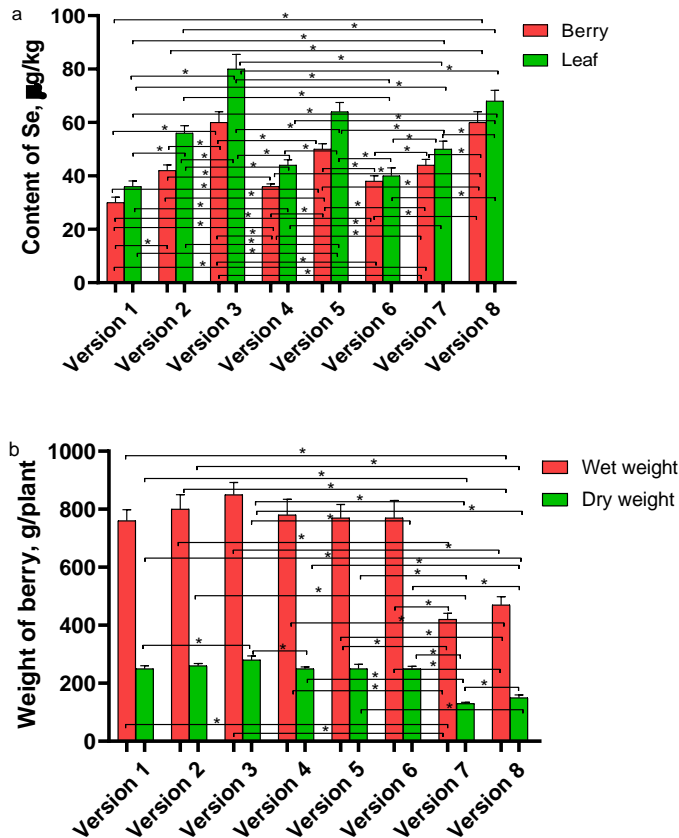 a
Content of Se, µg/kg
100
80
60
40
20
0
Berry
Leaf
Version 1
Version 2
Version 3
Version 4
Version 5
Version 6
Version 7
Version 8
b
Weight of berry, g/plant
1000
800
600
400
200
0
Wet weight
Dry weight
Version 1
Version 2
Version 3
Version 4
Version 5
Version 6
Version 7
Version 8